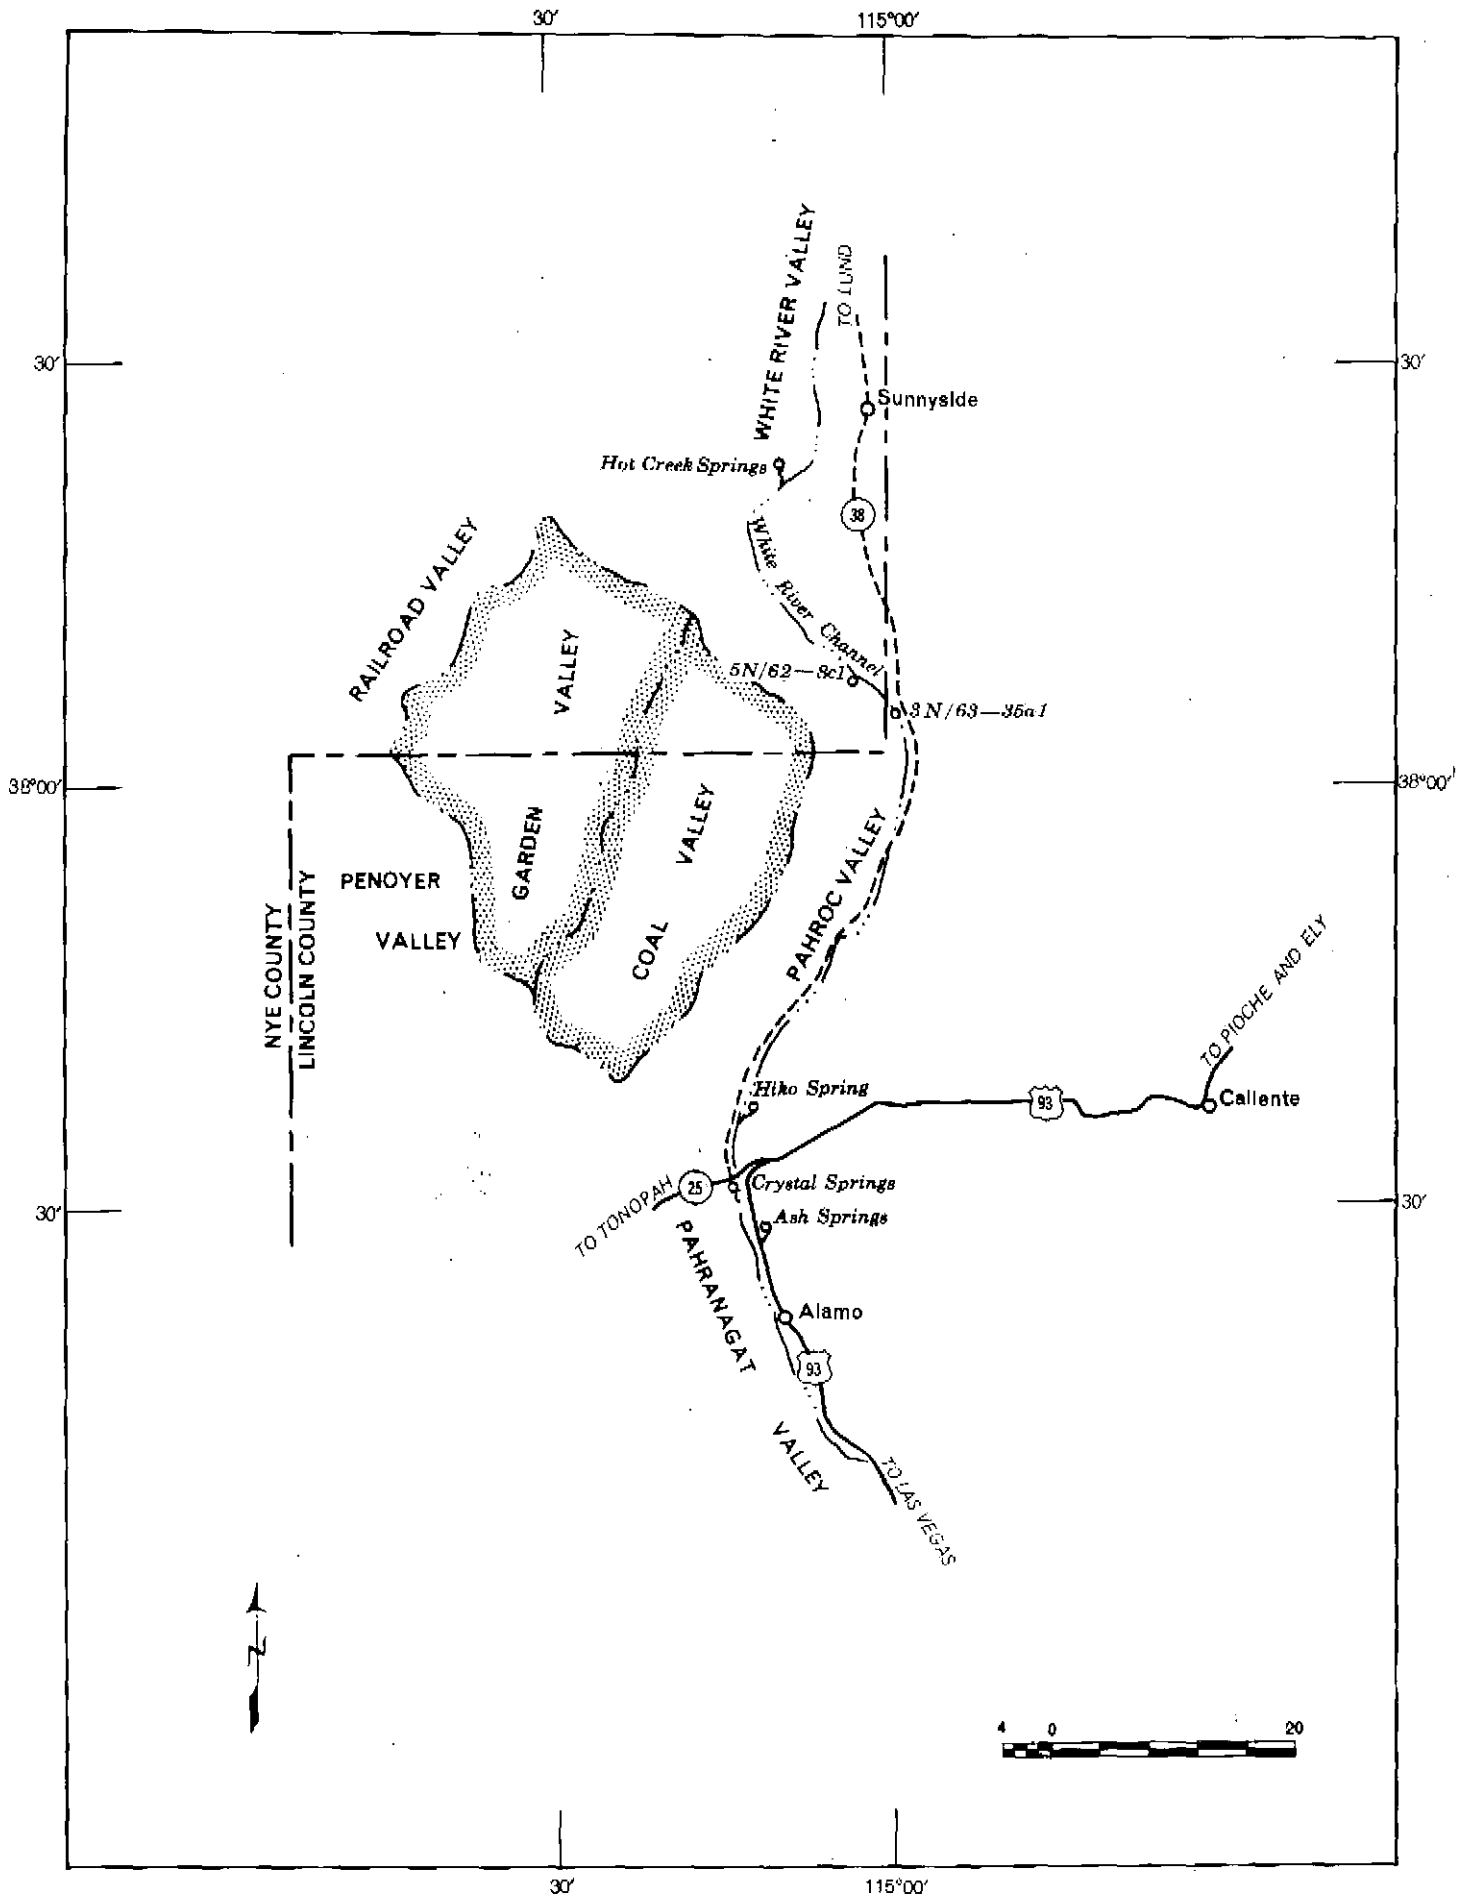 30′
115°00′
WHITE RIVER VALLEY
TO LUND
30′
30′
Sunnyside
Hot Creek Springs
38
White River Channel
RAILROAD VALLEY
VALLEY
5N/62—8c1
3N/63—35a1
38°00′
38°00′
GARDEN
VALLEY
PENOYER
VALLEY
COAL
PAHROC VALLEY
NYE COUNTY
LINCOLN COUNTY
TO PIOCHE AND ELY
Hiko Spring
93
Caliente
25
Crystal Springs
TO TONOPAH
30′
30′
Ash Springs
PAHRANAGAT
Alamo
93
VALLEY
TO LAS VEGAS
N
4 0 20
30′
115°00′